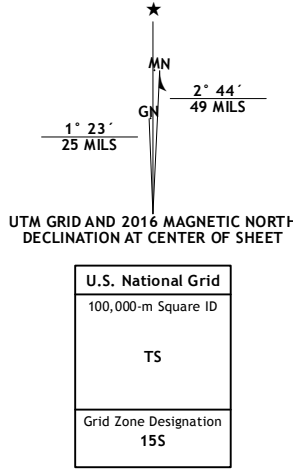 MN
GN
2° 44´
49 MILS
1° 23´
25 MILS
UTM GRID AND 2016 MAGNETIC NORTH
DECLINATION AT CENTER OF SHEET
U.S. National Grid
100,000-m Square ID
TS
Grid Zone Designation
15S